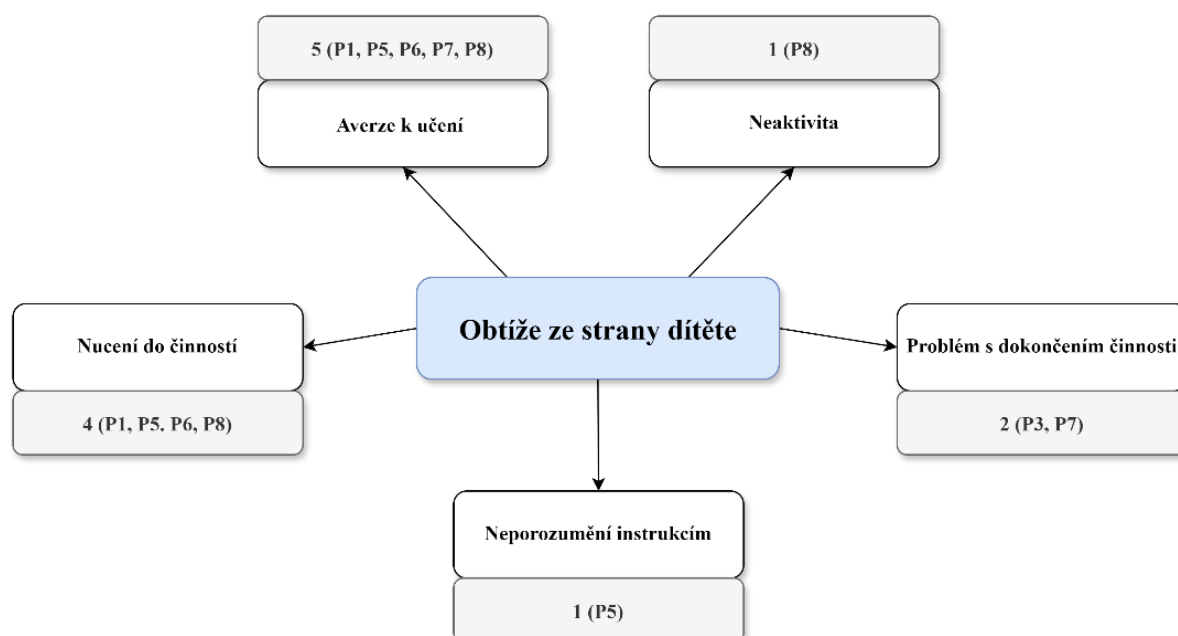 5 (P1, P5, P6, P7, P8)
Averze k učení
1 (P8)
Neaktivita
Obtíže ze strany dítěte
Nucení do činností
4 (P1, P5. P6, P8)
Problém s dokončením činnosti
2 (P3, P7)
Neporozumění instrukcím
1 (P5)